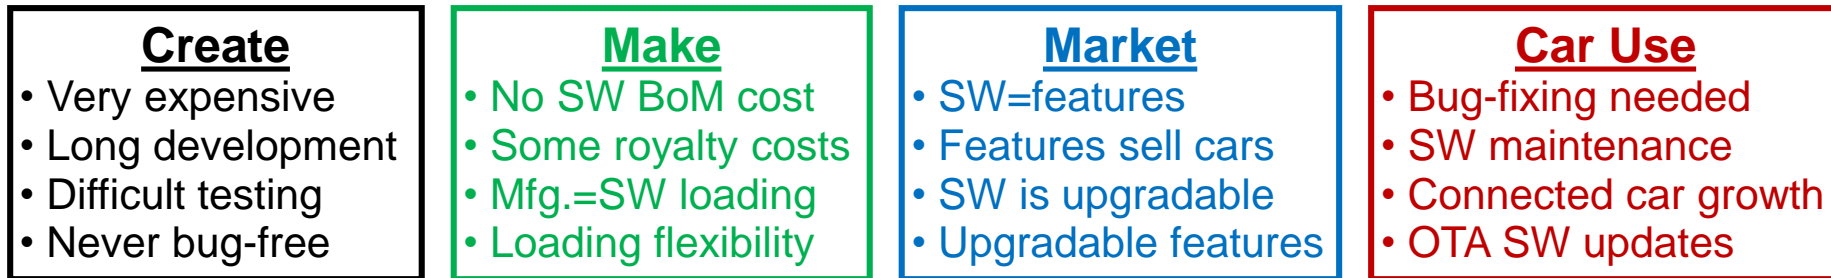 Create
• Very expensive
• Long development
• Difficult testing
• Never bug-free
Make
• No SW BoM cost
• Some royalty costs
• Mfg.=SW loading
• Loading flexibility
Market
• SW=features
• Features sell cars
• SW is upgradable
• Upgradable features
Car Use
• Bug-fixing needed
• SW maintenance
• Connected car growth
• OTA SW updates